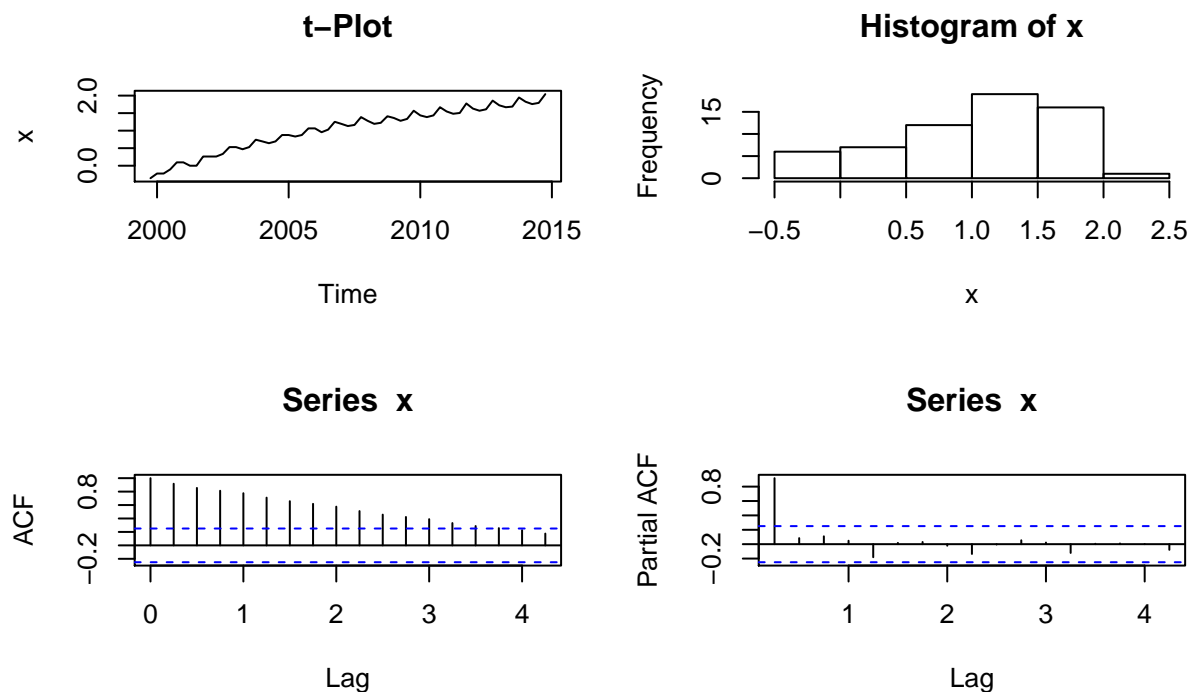 t−Plot
x
2.0
0.0
2000 2005 2010 2015
Time
Histogram of x
Frequency
15
0
−0.5 0.5 1.0 1.5 2.0 2.5
x
Series x
ACF
0.8
−0.2
0 1 2 3 4
Lag
Series x
Partial ACF
0.8
−0.2
1 2 3 4
Lag